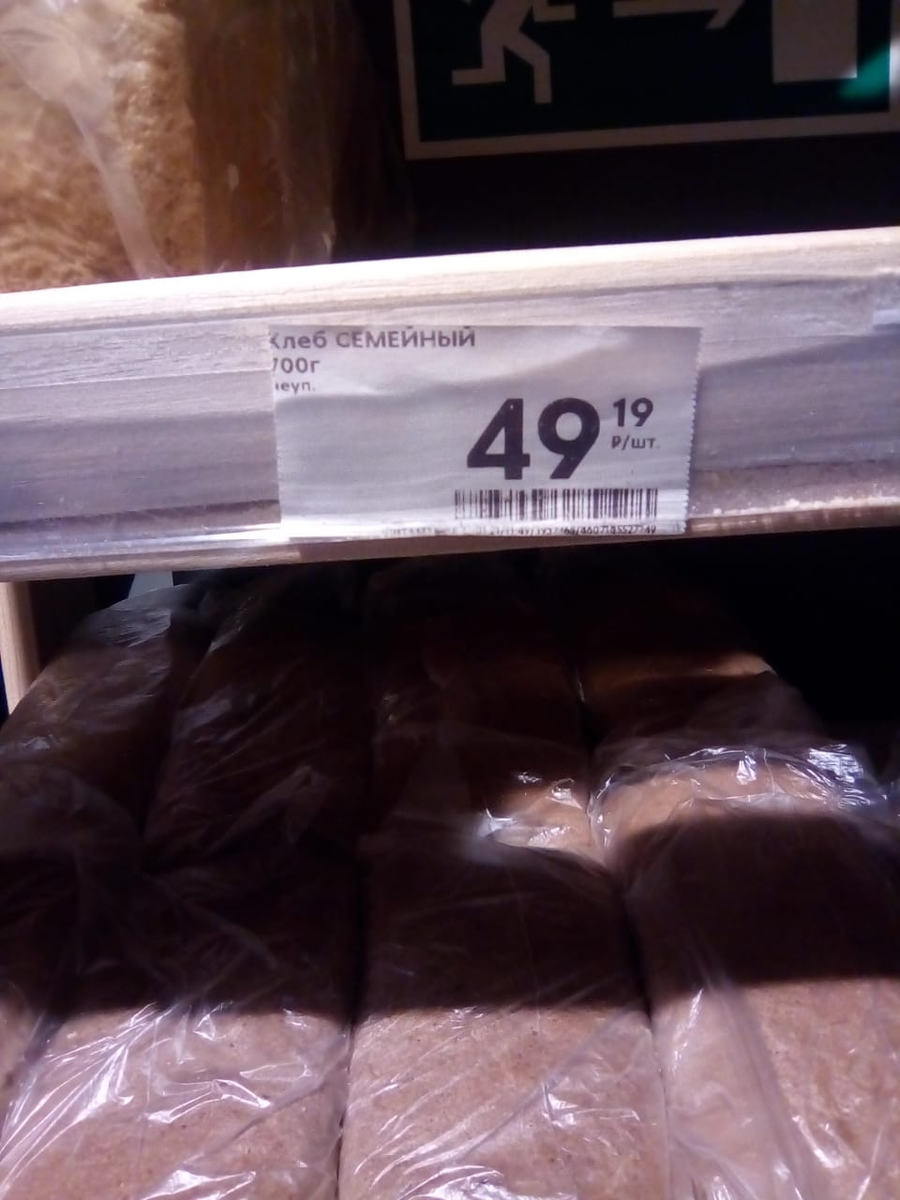 Хлеб СЕМЕЙНЫЙ
700г
неуп.
49 19
₽/шт.